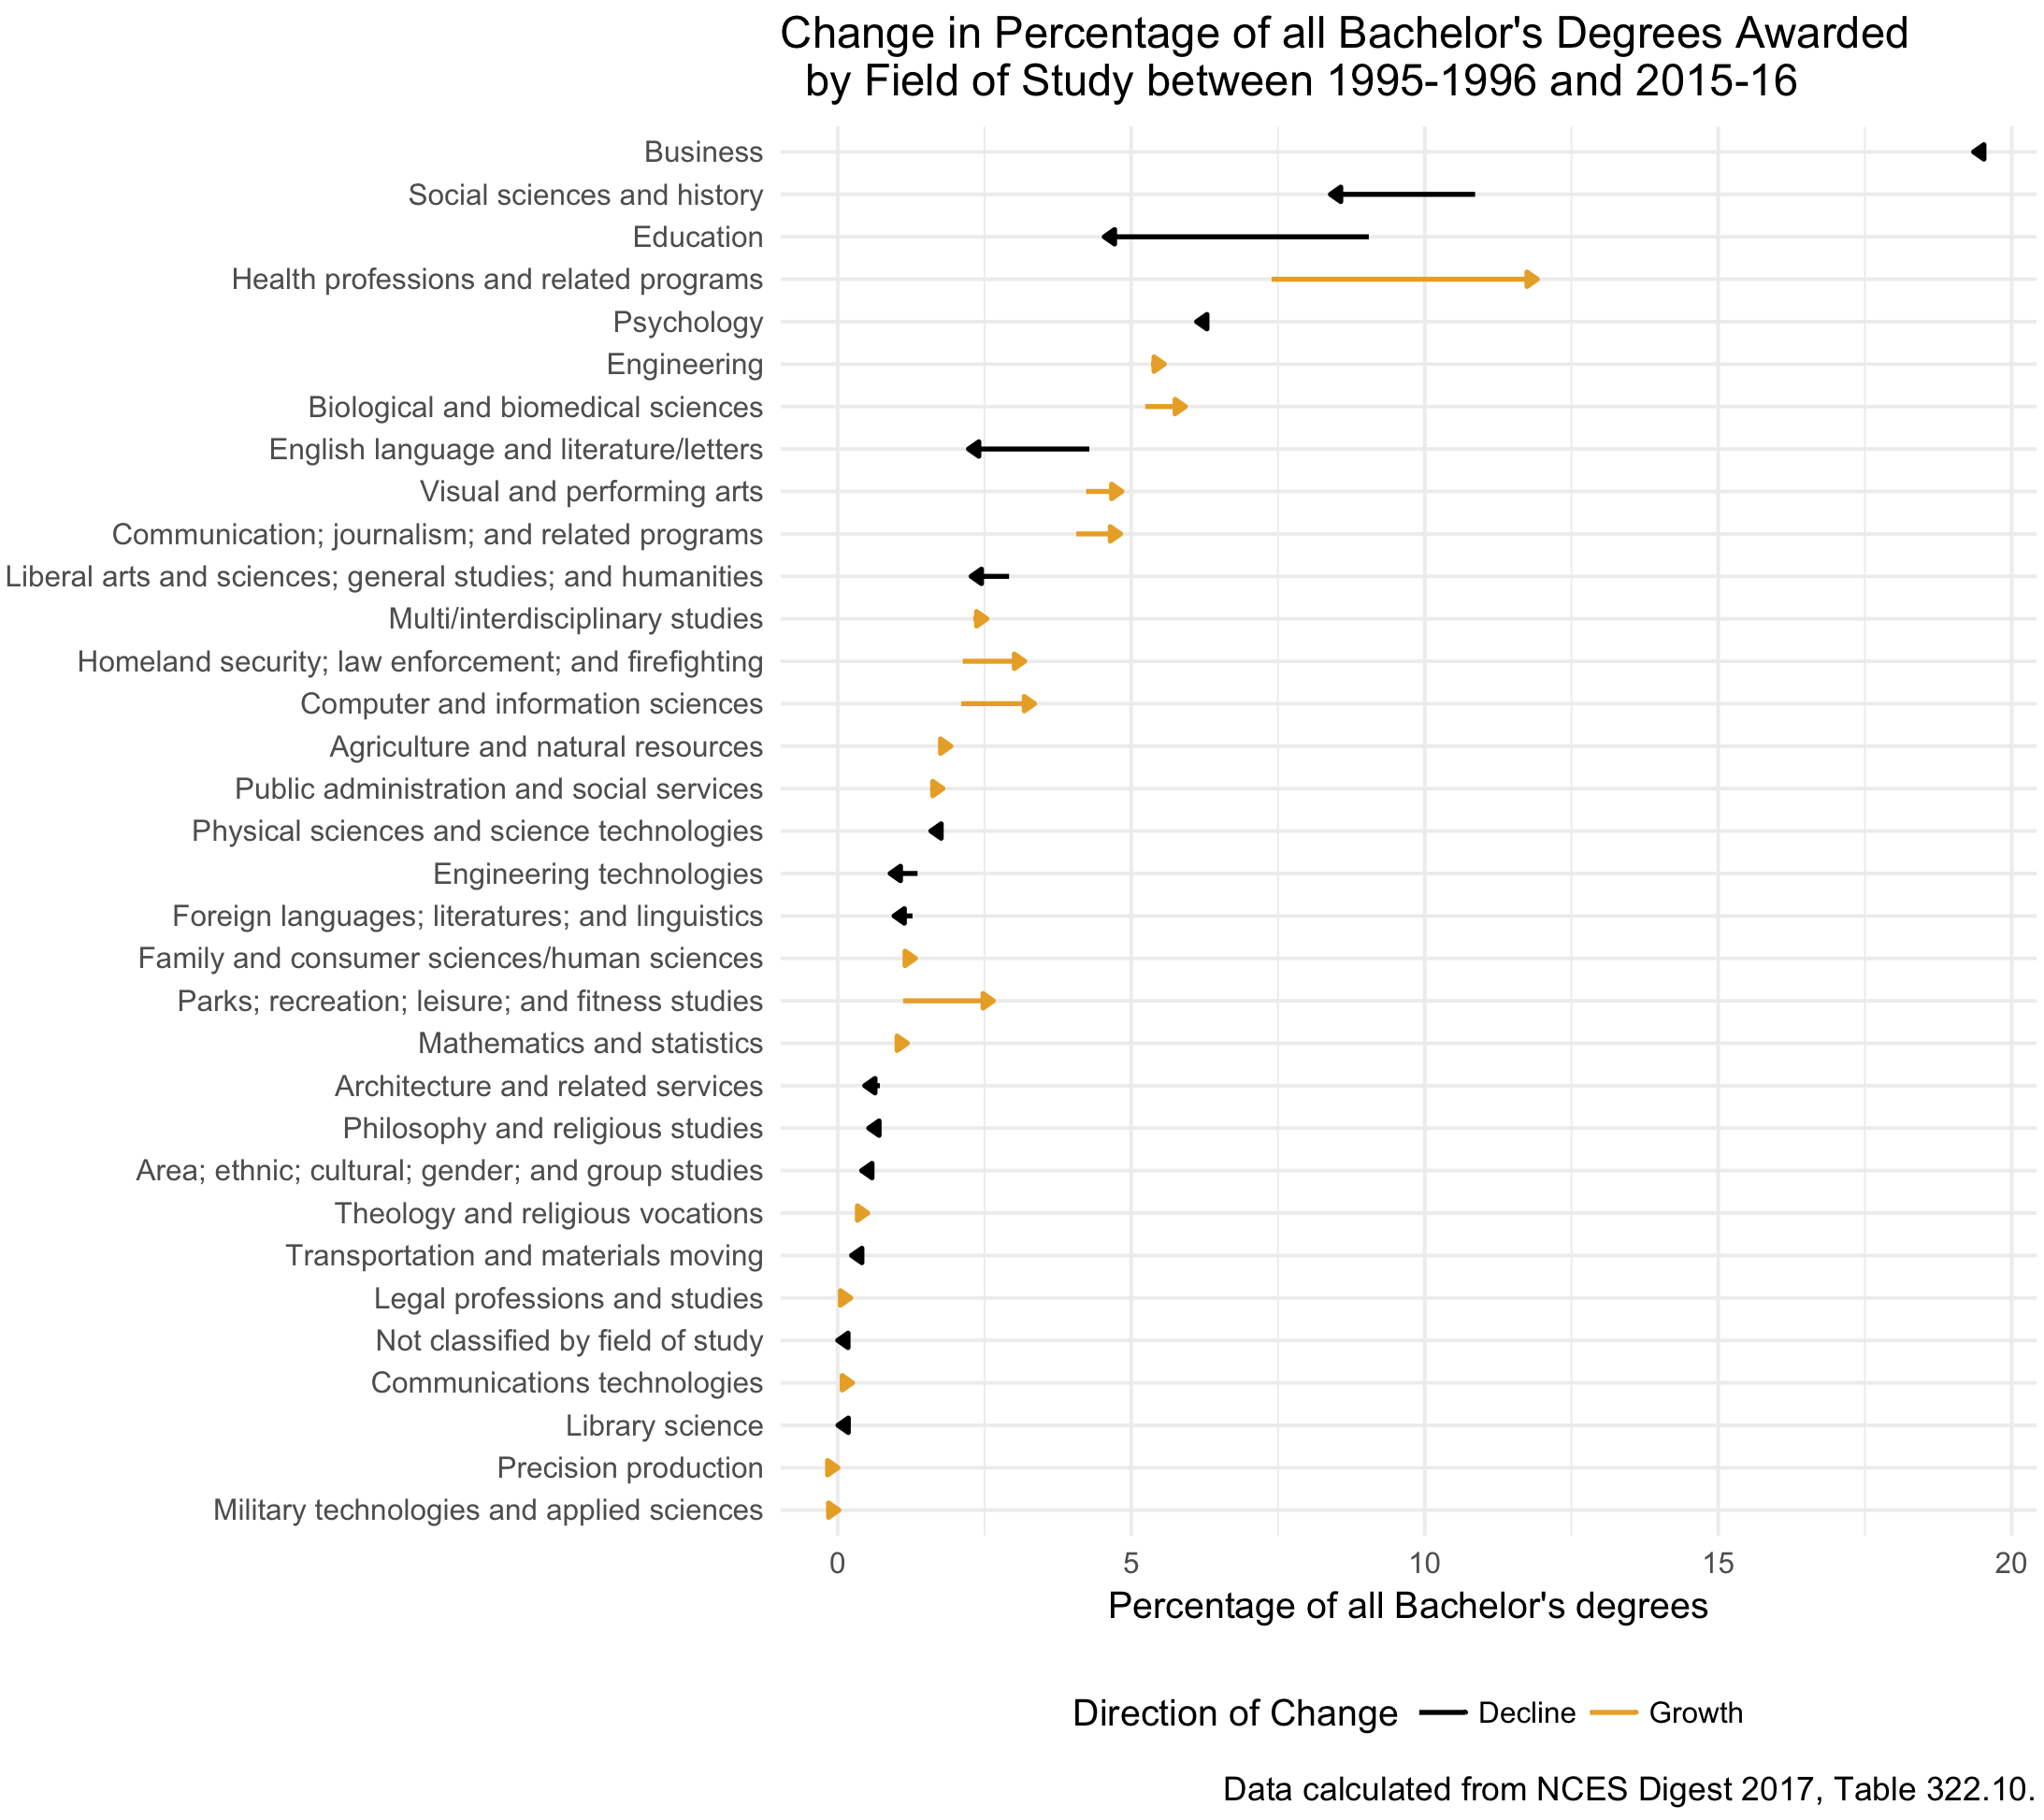 Change in Percentage of all Bachelor's Degrees Awarded
by Field of Study between 1995-1996 and 2015-16
Business
Social sciences and history
Education
Health professions and related programs
Psychology
Engineering
Biological and biomedical sciences
English language and literature/letters
Visual and performing arts
Communication; journalism; and related programs
Liberal arts and sciences; general studies; and humanities
Multi/interdisciplinary studies
Homeland security; law enforcement; and firefighting
Computer and information sciences
Agriculture and natural resources
Public administration and social services
Physical sciences and science technologies
Engineering technologies
Foreign languages; literatures; and linguistics
Family and consumer sciences/human sciences
Parks; recreation; leisure; and fitness studies
Mathematics and statistics
Architecture and related services
Philosophy and religious studies
Area; ethnic; cultural; gender; and group studies
Theology and religious vocations
Transportation and materials moving
Legal professions and studies
Not classified by field of study
Communications technologies
Library science
Precision production
Military technologies and applied sciences
0 5 10 15 20
Percentage of all Bachelor's degrees
Direction of Change Decline Growth
Data calculated from NCES Digest 2017, Table 322.10.